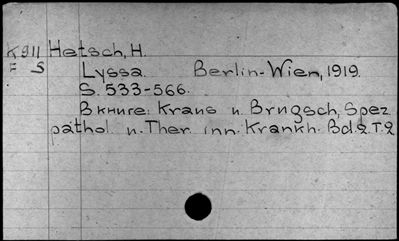 K911 Hetsch, H.
F S Lyssa. Berlin-Wien, 1919.
S. 533-566.
В книге: Kraus u. Brugsch, Spez.
pathol. u. Ther. inn. Krankh. Bd.2.T.2